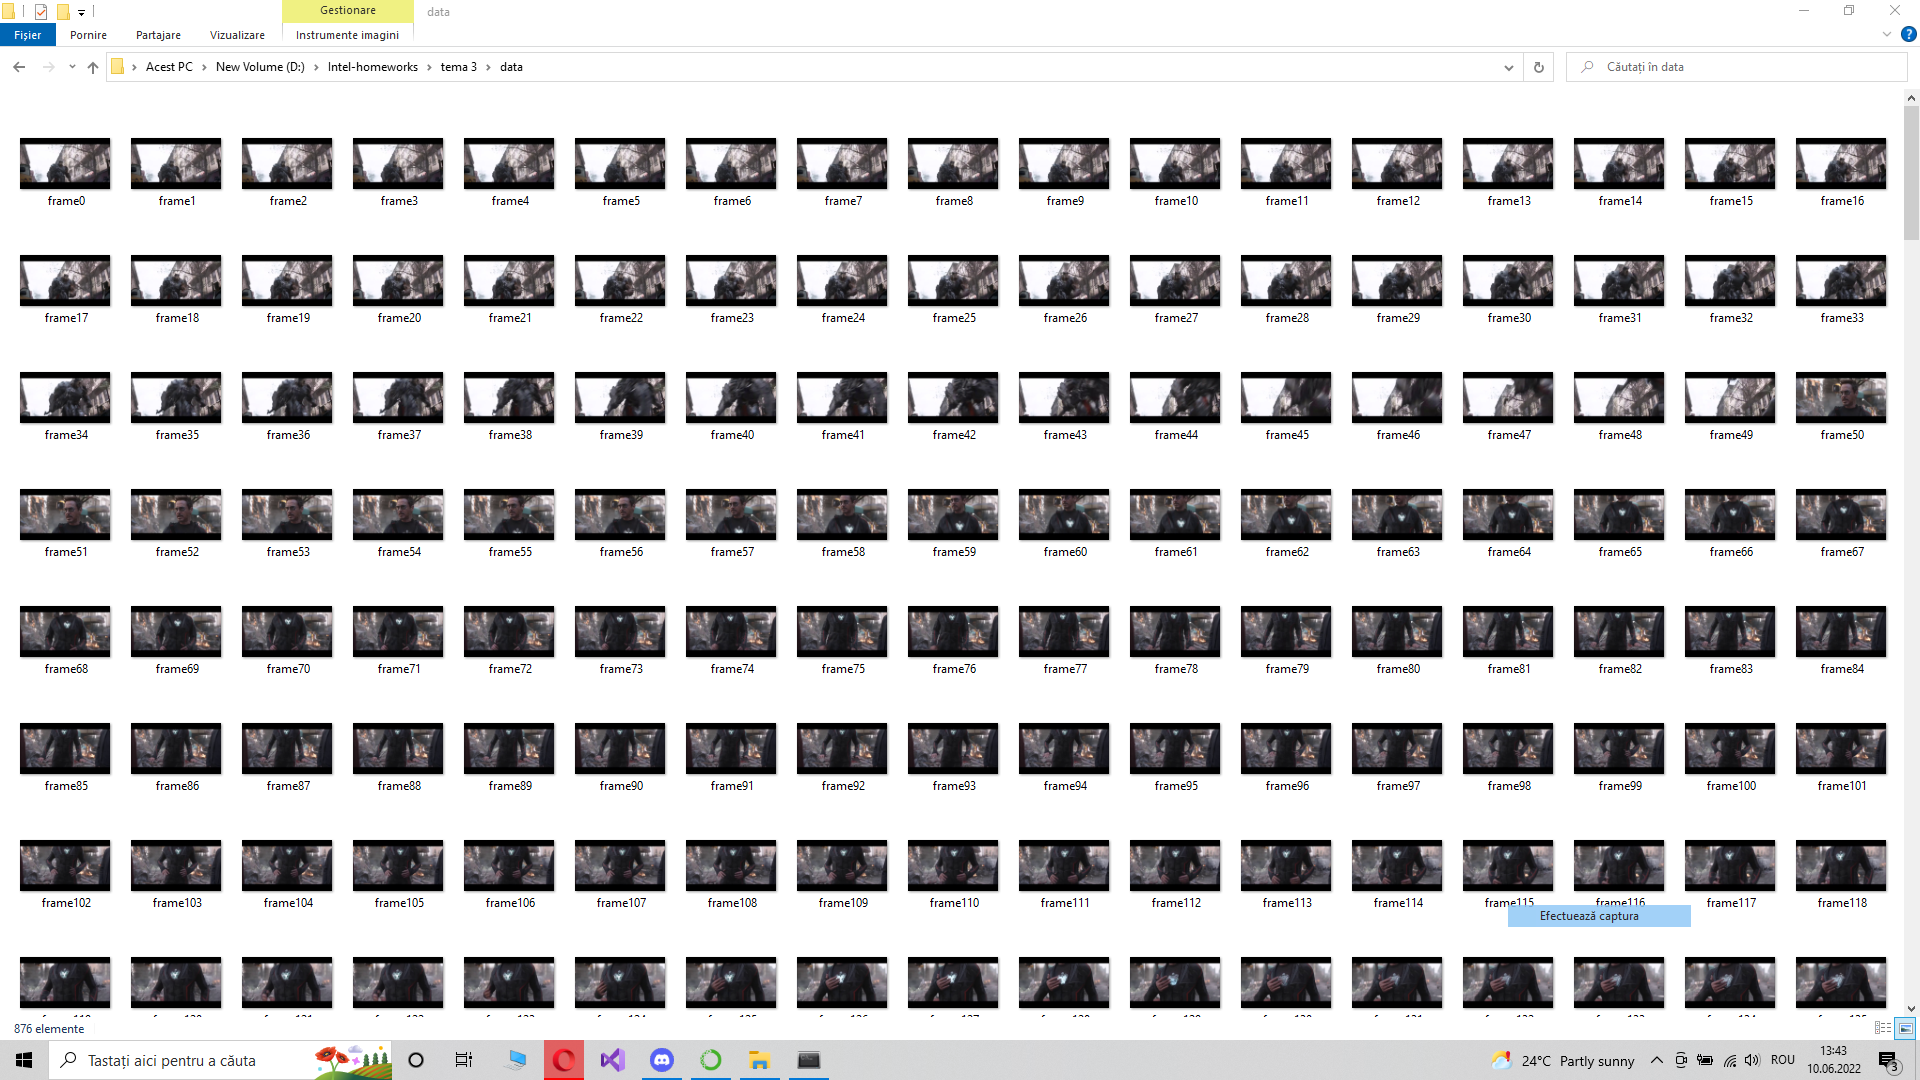 Gestionare data
Fișier Pornire Partajare Vizualizare Instrumente imagini
Acest PC New Volume (D:) Intel-homeworks tema 3 data Căutați în data
frame0 frame1 frame2 frame3 frame4 frame5 frame6 frame7 frame8 frame9 frame10 frame11 frame12 frame13 frame14 frame15 frame16
frame17 frame18 frame19 frame20 frame21 frame22 frame23 frame24 frame25 frame26 frame27 frame28 frame29 frame30 frame31 frame32 frame33
frame34 frame35 frame36 frame37 frame38 frame39 frame40 frame41 frame42 frame43 frame44 frame45 frame46 frame47 frame48 frame49 frame50
frame51 frame52 frame53 frame54 frame55 frame56 frame57 frame58 frame59 frame60 frame61 frame62 frame63 frame64 frame65 frame66 frame67
frame68 frame69 frame70 frame71 frame72 frame73 frame74 frame75 frame76 frame77 frame78 frame79 frame80 frame81 frame82 frame83 frame84
frame85 frame86 frame87 frame88 frame89 frame90 frame91 frame92 frame93 frame94 frame95 frame96 frame97 frame98 frame99 frame100 frame101
frame102 frame103 frame104 frame105 frame106 frame107 frame108 frame109 frame110 frame111 frame112 frame113 frame114 frame115 frame116 frame117 frame118
Efectuează captura
876 elemente
Tastați aici pentru a căuta 24°C Partly sunny ROU 13:43
10.06.2022 3